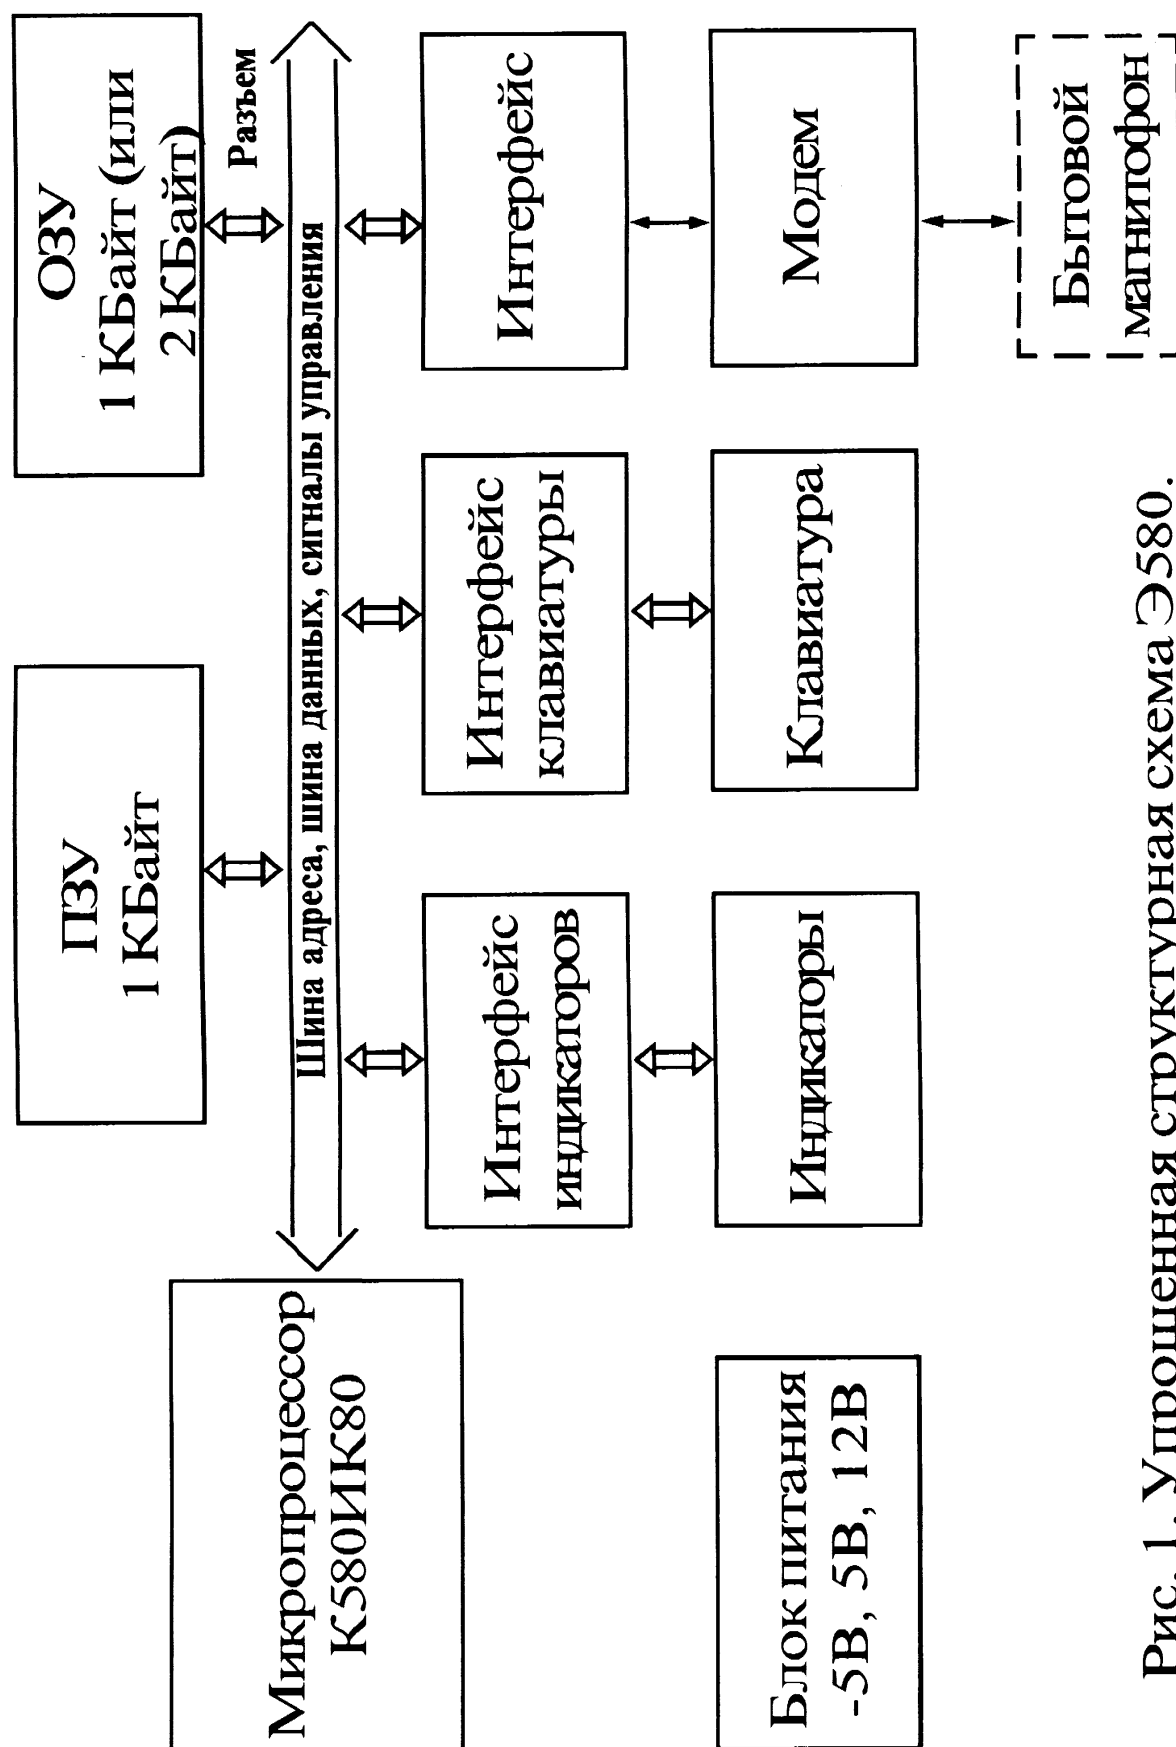 ПЗУ
1 КБайт
ОЗУ
1 КБайт (или
2 КБайт)
Разъем
Микропроцессор
К580ИК80
Шина адреса, шина данных, сигналы управления
Интерфейс
индикаторов
Интерфейс
клавиатуры
Интерфейс
Блок питания
-5В, 5В, 12В
Индикаторы
Клавиатура
Модем
Бытовой
магнитофон
Рис. 1. Упрошенная структурная схема Э580.